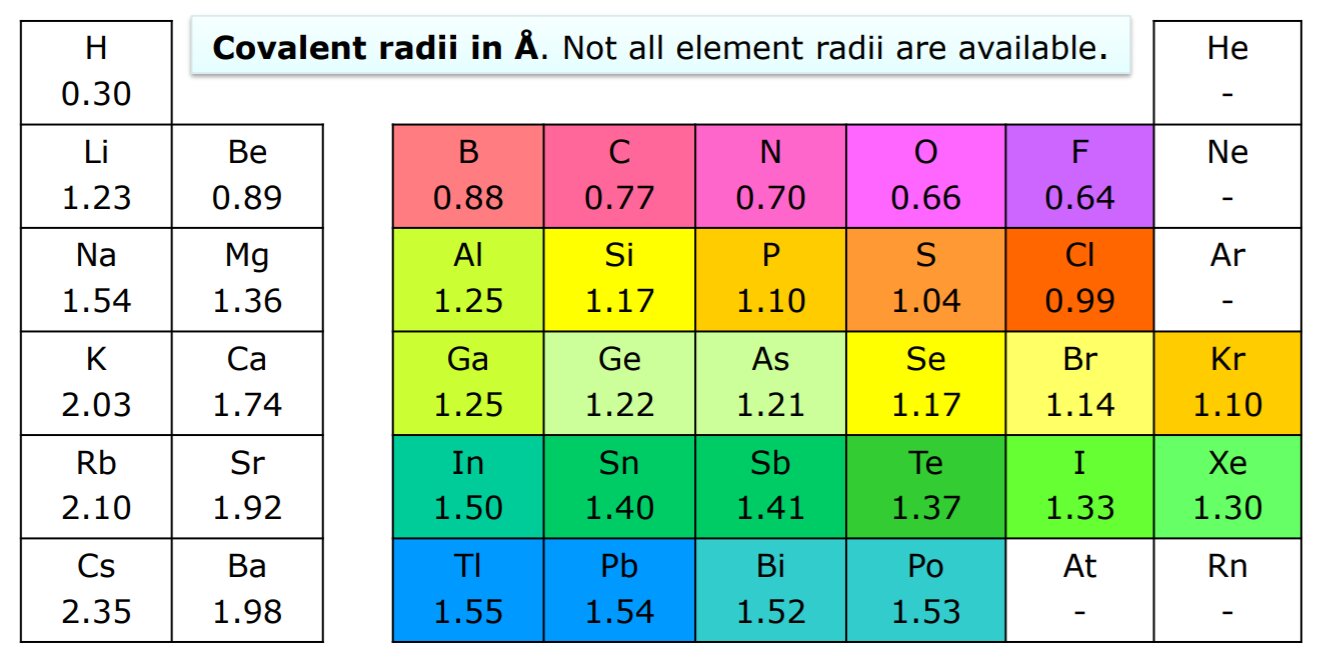 H Covalent radii in Å. Not all element radii are available. He
0.30 -
Li Be B C N O F Ne
1.23 0.89 0.88 0.77 0.70 0.66 0.64 -
Na Mg Al Si P S Cl Ar
1.54 1.36 1.25 1.17 1.10 1.04 0.99 -
K Ca Ga Ge As Se Br Kr
2.03 1.74 1.25 1.22 1.21 1.17 1.14 1.10
Rb Sr In Sn Sb Te I Xe
2.10 1.92 1.50 1.40 1.41 1.37 1.33 1.30
Cs Ba Tl Pb Bi Po At Rn
2.35 1.98 1.55 1.54 1.52 1.53 - -